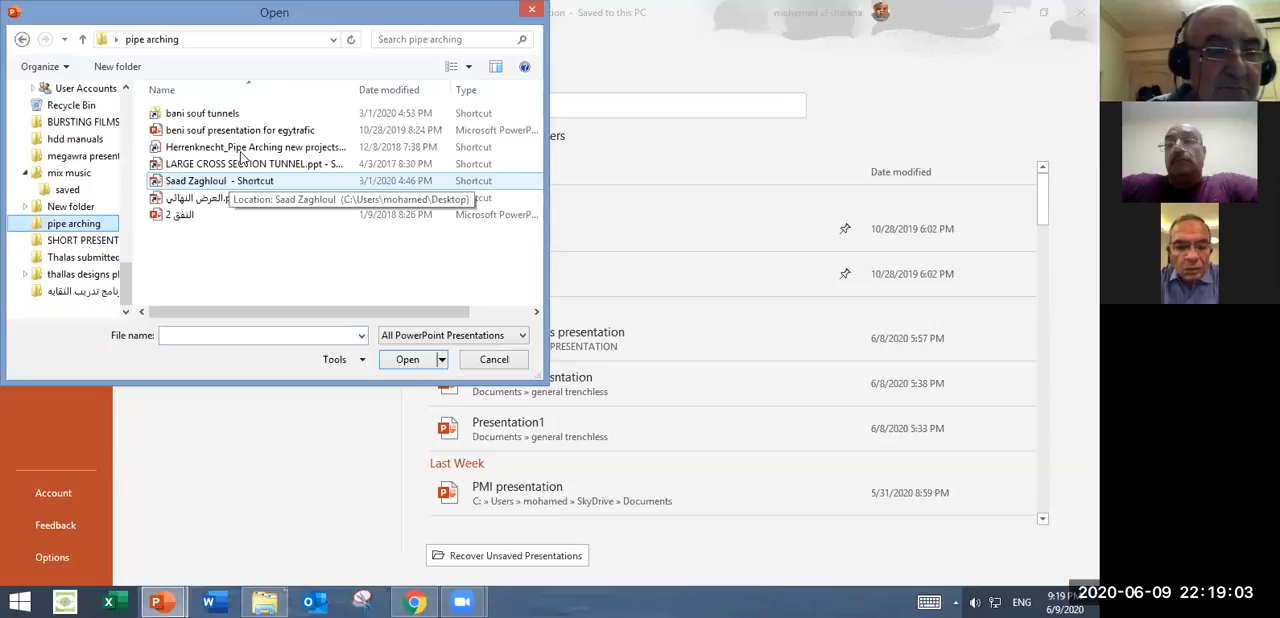 Open
- Saved to this PC
mohamed el shinkha
pipe arching
Search pipe arching
Organize
New folder
Name
Date modified
Type
User Accounts
Recycle Bin
BURSTING FILMS
hdd manuals
megawra present
mix music
saved
New folder
pipe arching
SHORT PRESENT
Thalas submitted
thallas designs pl
برنامج تدريب النقابه
bani souf tunnels
3/1/2020 4:53 PM
Shortcut
beni souf presentation for egytrafic
10/28/2019 8:24 PM
Microsoft PowerP...
Herrenknecht_Pipe Arching new projects...
12/8/2018 7:38 PM
Shortcut
LARGE CROSS SECTION TUNNEL.ppt - S...
4/3/2017 8:30 PM
Shortcut
Saad Zaghloul - Shortcut
3/1/2020 4:46 PM
Shortcut
العرض النهائي
Location: Saad Zaghloul (C:\Users\mohamed\Desktop)
النفق 2
1/9/2018 8:26 PM
Microsoft PowerP...
File name:
All PowerPoint Presentations
Tools
Open
Cancel
ers
Date modified
10/28/2019 6:02 PM
10/28/2019 6:02 PM
s presentation
PRESENTATION
6/8/2020 5:57 PM
ntation
Documents » general trenchless
6/8/2020 5:38 PM
Presentation1
Documents » general trenchless
6/8/2020 5:33 PM
Last Week
PMI presentation
C: » Users » mohamed » SkyDrive » Documents
5/31/2020 8:59 PM
Account
Feedback
Options
Recover Unsaved Presentations
ENG
9:19 PM
6/9/2020
2020-06-09 22:19:03